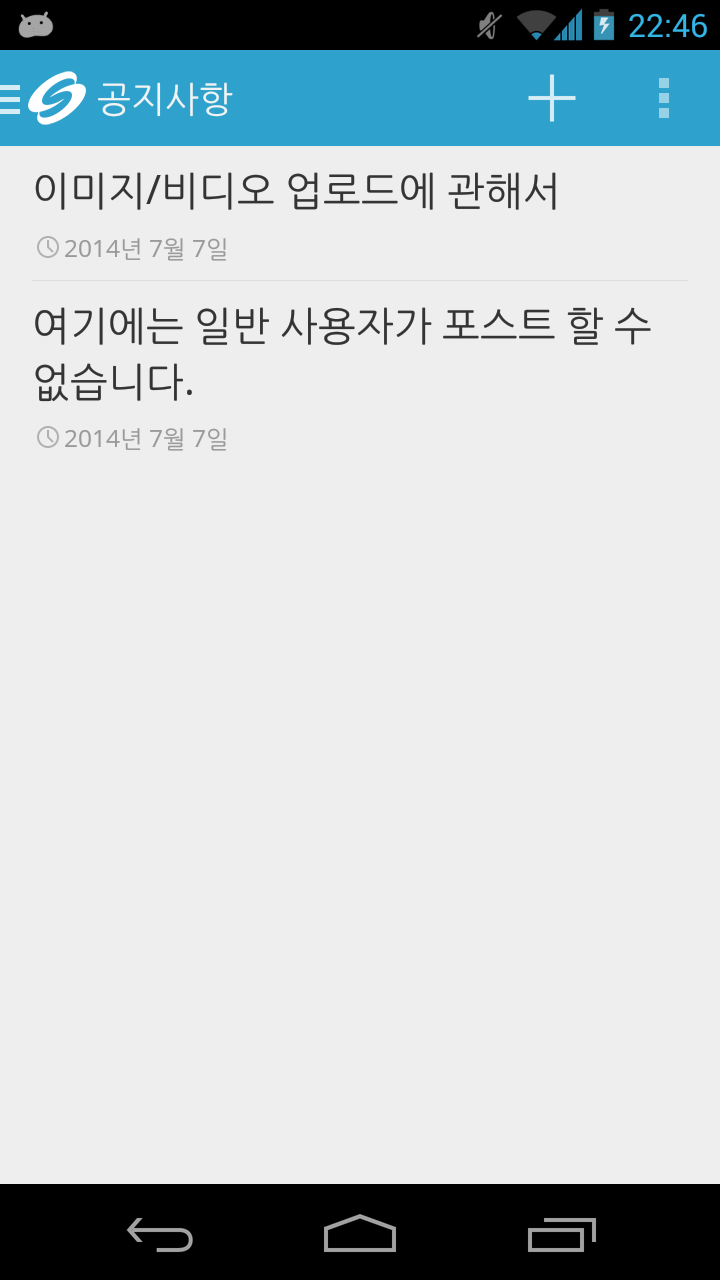 22:46
공지사항
이미지/비디오 업로드에 관해서
2014년 7월 7일
여기에는 일반 사용자가 포스트 할 수
없습니다.
2014년 7월 7일